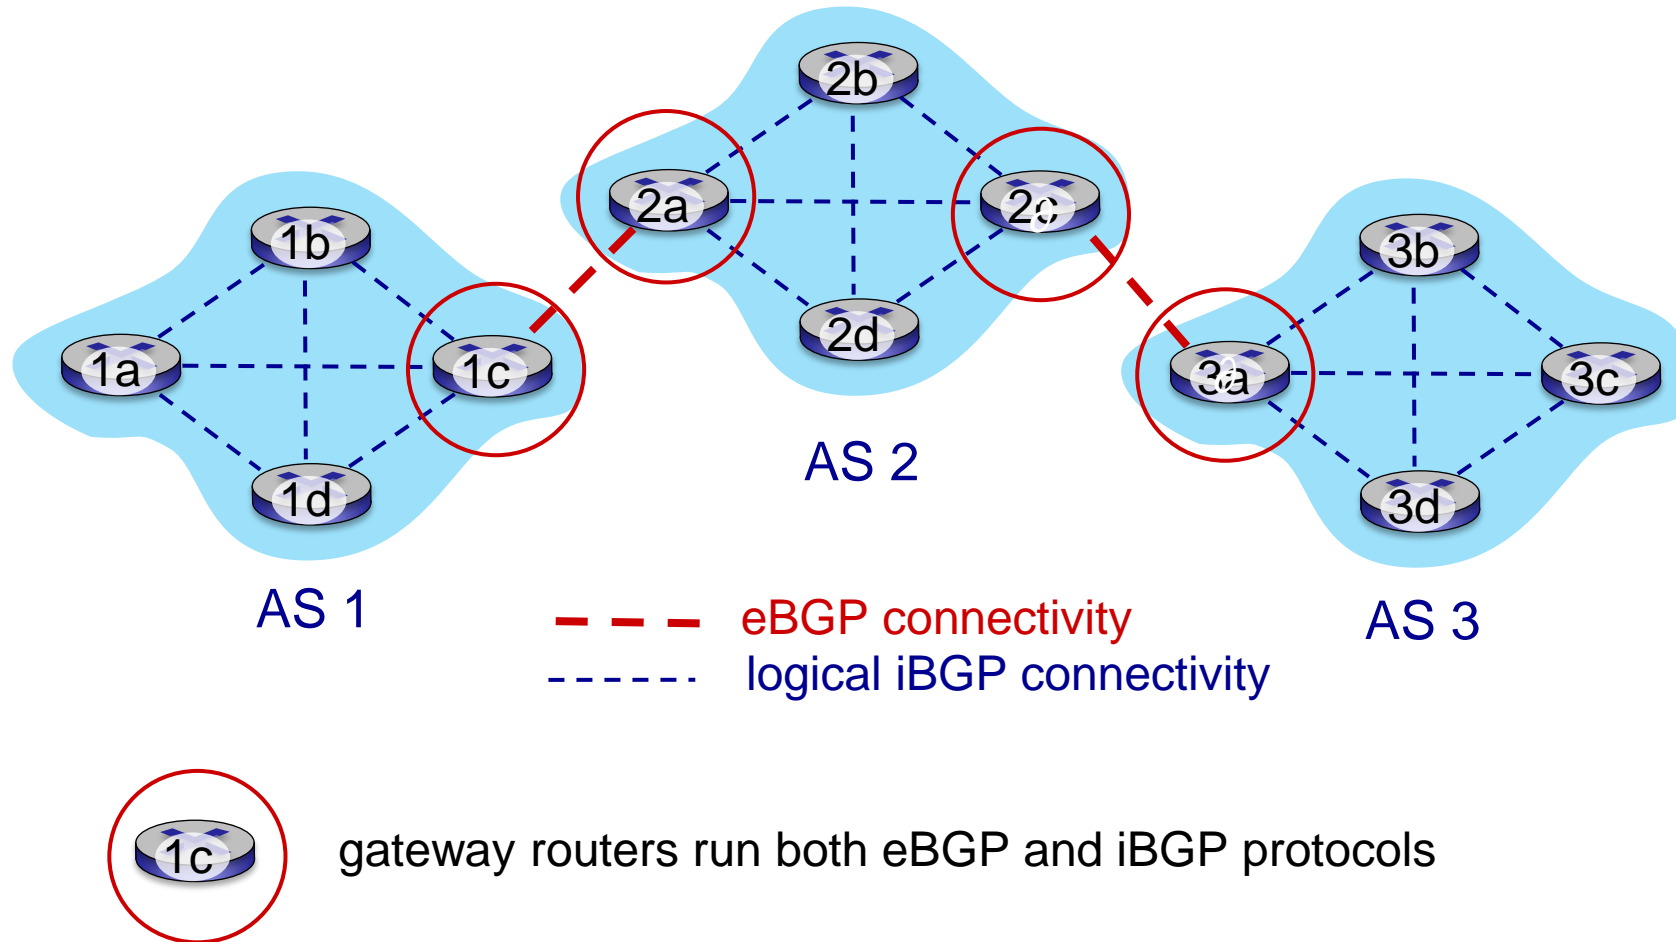 2b
2a
2c
1b
3b
2d
1a
1c
3a
3c
AS 2
1d
3d
AS 1
eBGP connectivity
AS 3
logical iBGP connectivity
1c
gateway routers run both eBGP and iBGP protocols